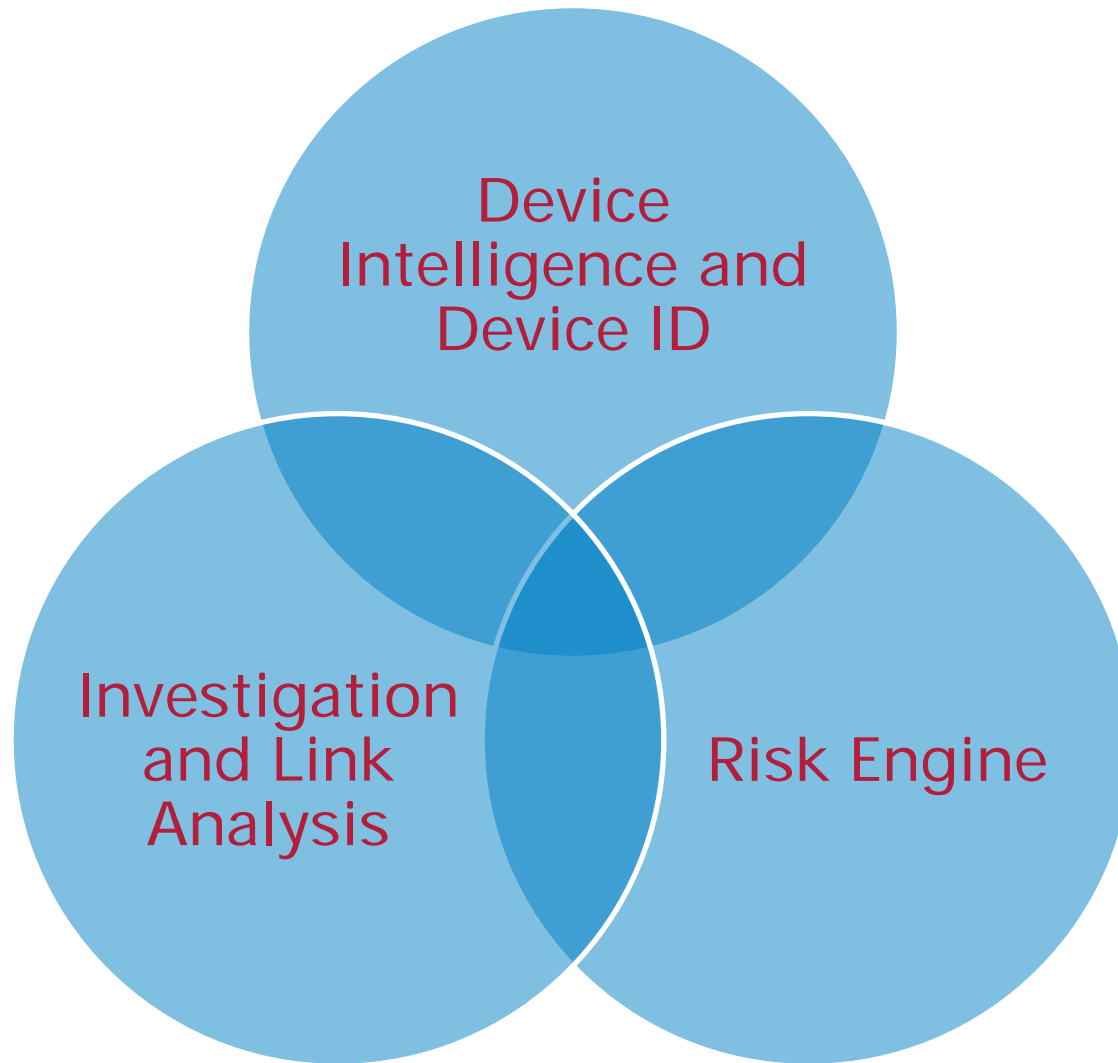 Device
Intelligence and
Device ID
Investigation
and Link
Analysis
Risk Engine